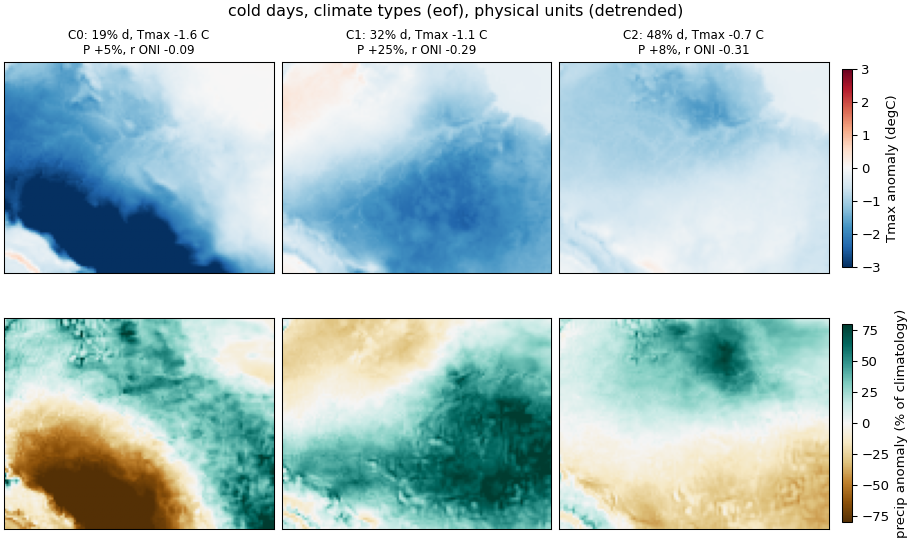 cold days, climate types (eof), physical units (detrended)
C0: 19% d, Tmax -1.6 C
P +5%, r ONI -0.09
C1: 32% d, Tmax -1.1 C
P +25%, r ONI -0.29
C2: 48% d, Tmax -0.7 C
P +8%, r ONI -0.31
3
2
1
0
−1
−2
−3
Tmax anomaly (degC)
75
50
25
0
−25
−50
−75
precip anomaly (% of climatology)